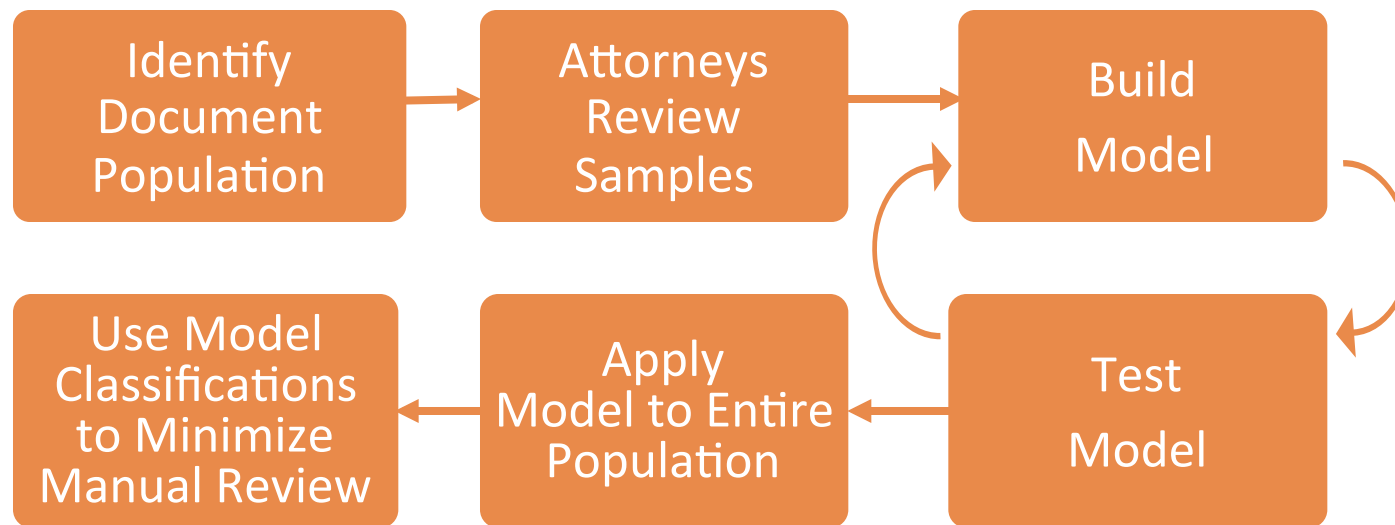 Identify
Document
Population
Attorneys
Review
Samples
Build
Model
Test
Model
Apply
Model to Entire
Population
Use Model
Classifications
to Minimize
Manual Review